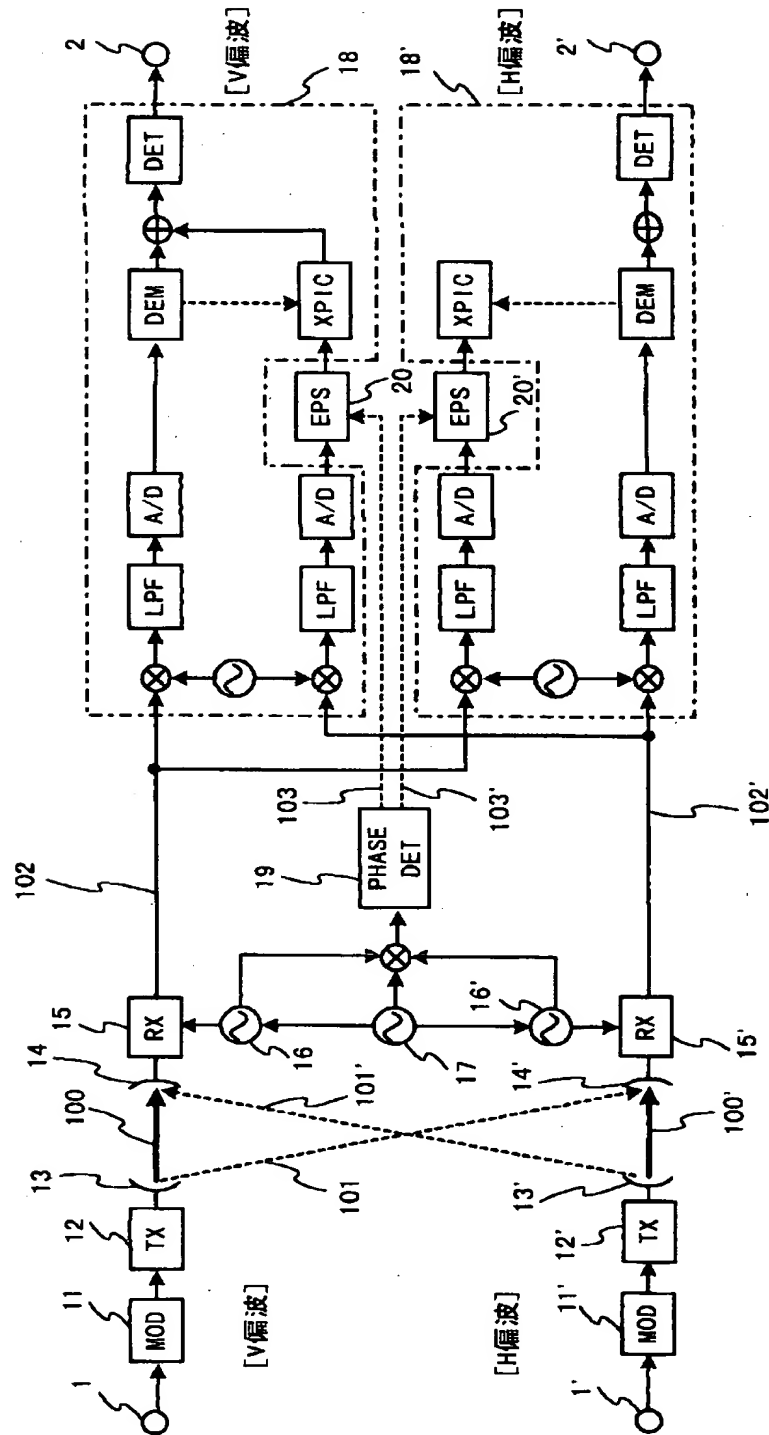 1
11
MOD
12
TX
13
100
14
RX
15
102
[V偏波]
101
101'
16
17
16'
19
PHASE
DET
103
103'
LPF
A/D
DEM
DET
2
[V偏波]
18
LPF
A/D
EPS
XPIC
20
LPF
A/D
EPS
XPIC
20'
18'
[H偏波]
LPF
A/D
DEM
DET
2'
[H偏波]
1'
11'
MOD
12'
TX
13'
100'
14'
RX
15'
102'